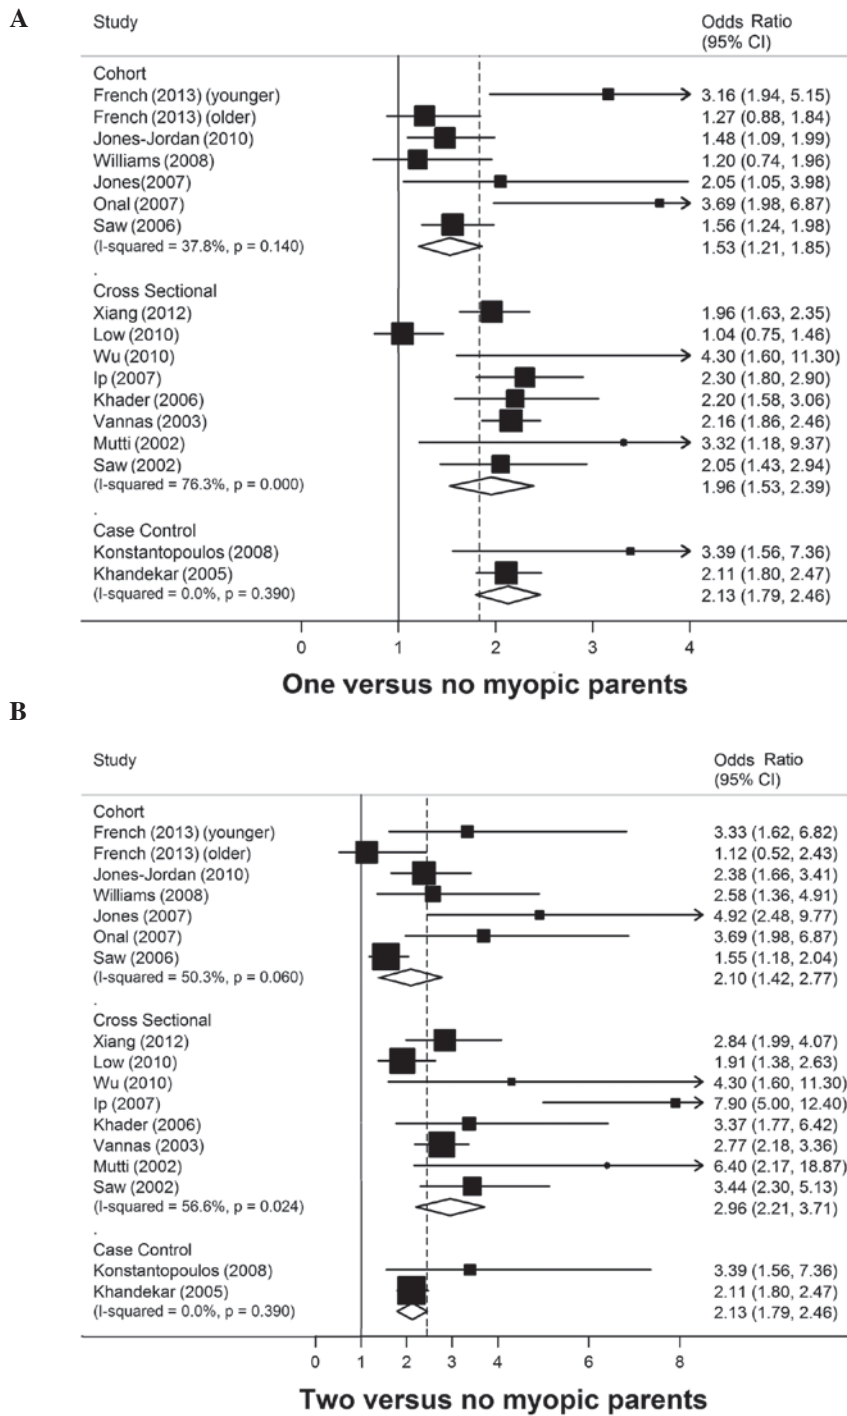 A
Study Odds Ratio
(95% CI)
Cohort
French (2013) (younger) 3.16 (1.94, 5.15)
French (2013) (older) 1.27 (0.88, 1.84)
Jones-Jordan (2010) 1.48 (1.09, 1.99)
Williams (2008) 1.20 (0.74, 1.96)
Jones(2007) 2.05 (1.05, 3.98)
Onal (2007) 3.69 (1.98, 6.87)
Saw (2006) 1.56 (1.24, 1.98)
(I-squared = 37.8%, p = 0.140) 1.53 (1.21, 1.85)
.
Cross Sectional
Xiang (2012) 1.96 (1.63, 2.35)
Low (2010) 1.04 (0.75, 1.46)
Wu (2010) 4.30 (1.60, 11.30)
Ip (2007) 2.30 (1.80, 2.90)
Khader (2006) 2.20 (1.58, 3.06)
Vannas (2003) 2.16 (1.86, 2.46)
Mutti (2002) 3.32 (1.18, 9.37)
Saw (2002) 2.05 (1.43, 2.94)
(I-squared = 76.3%, p = 0.000) 1.96 (1.53, 2.39)
.
Case Control
Konstantopoulos (2008) 3.39 (1.56, 7.36)
Khandekar (2005) 2.11 (1.80, 2.47)
(I-squared = 0.0%, p = 0.390) 2.13 (1.79, 2.46)
0 1 2 3 4
One versus no myopic parents
B
Study Odds Ratio
(95% CI)
Cohort
French (2013) (younger) 3.33 (1.62, 6.82)
French (2013) (older) 1.12 (0.52, 2.43)
Jones-Jordan (2010) 2.38 (1.66, 3.41)
Williams (2008) 2.58 (1.36, 4.91)
Jones (2007) 4.92 (2.48, 9.77)
Onal (2007) 3.69 (1.98, 6.87)
Saw (2006) 1.55 (1.18, 2.04)
(I-squared = 50.3%, p = 0.060) 2.10 (1.42, 2.77)
.
Cross Sectional
Xiang (2012) 2.84 (1.99, 4.07)
Low (2010) 1.91 (1.38, 2.63)
Wu (2010) 4.30 (1.60, 11.30)
Ip (2007) 7.90 (5.00, 12.40)
Khader (2006) 3.37 (1.77, 6.42)
Vannas (2003) 2.77 (2.18, 3.36)
Mutti (2002) 6.40 (2.17, 18.87)
Saw (2002) 3.44 (2.30, 5.13)
(I-squared = 56.6%, p = 0.024) 2.96 (2.21, 3.71)
.
Case Control
Konstantopoulos (2008) 3.39 (1.56, 7.36)
Khandekar (2005) 2.11 (1.80, 2.47)
(I-squared = 0.0%, p = 0.390) 2.13 (1.79, 2.46)
0 1 2 3 4 6 8
Two versus no myopic parents